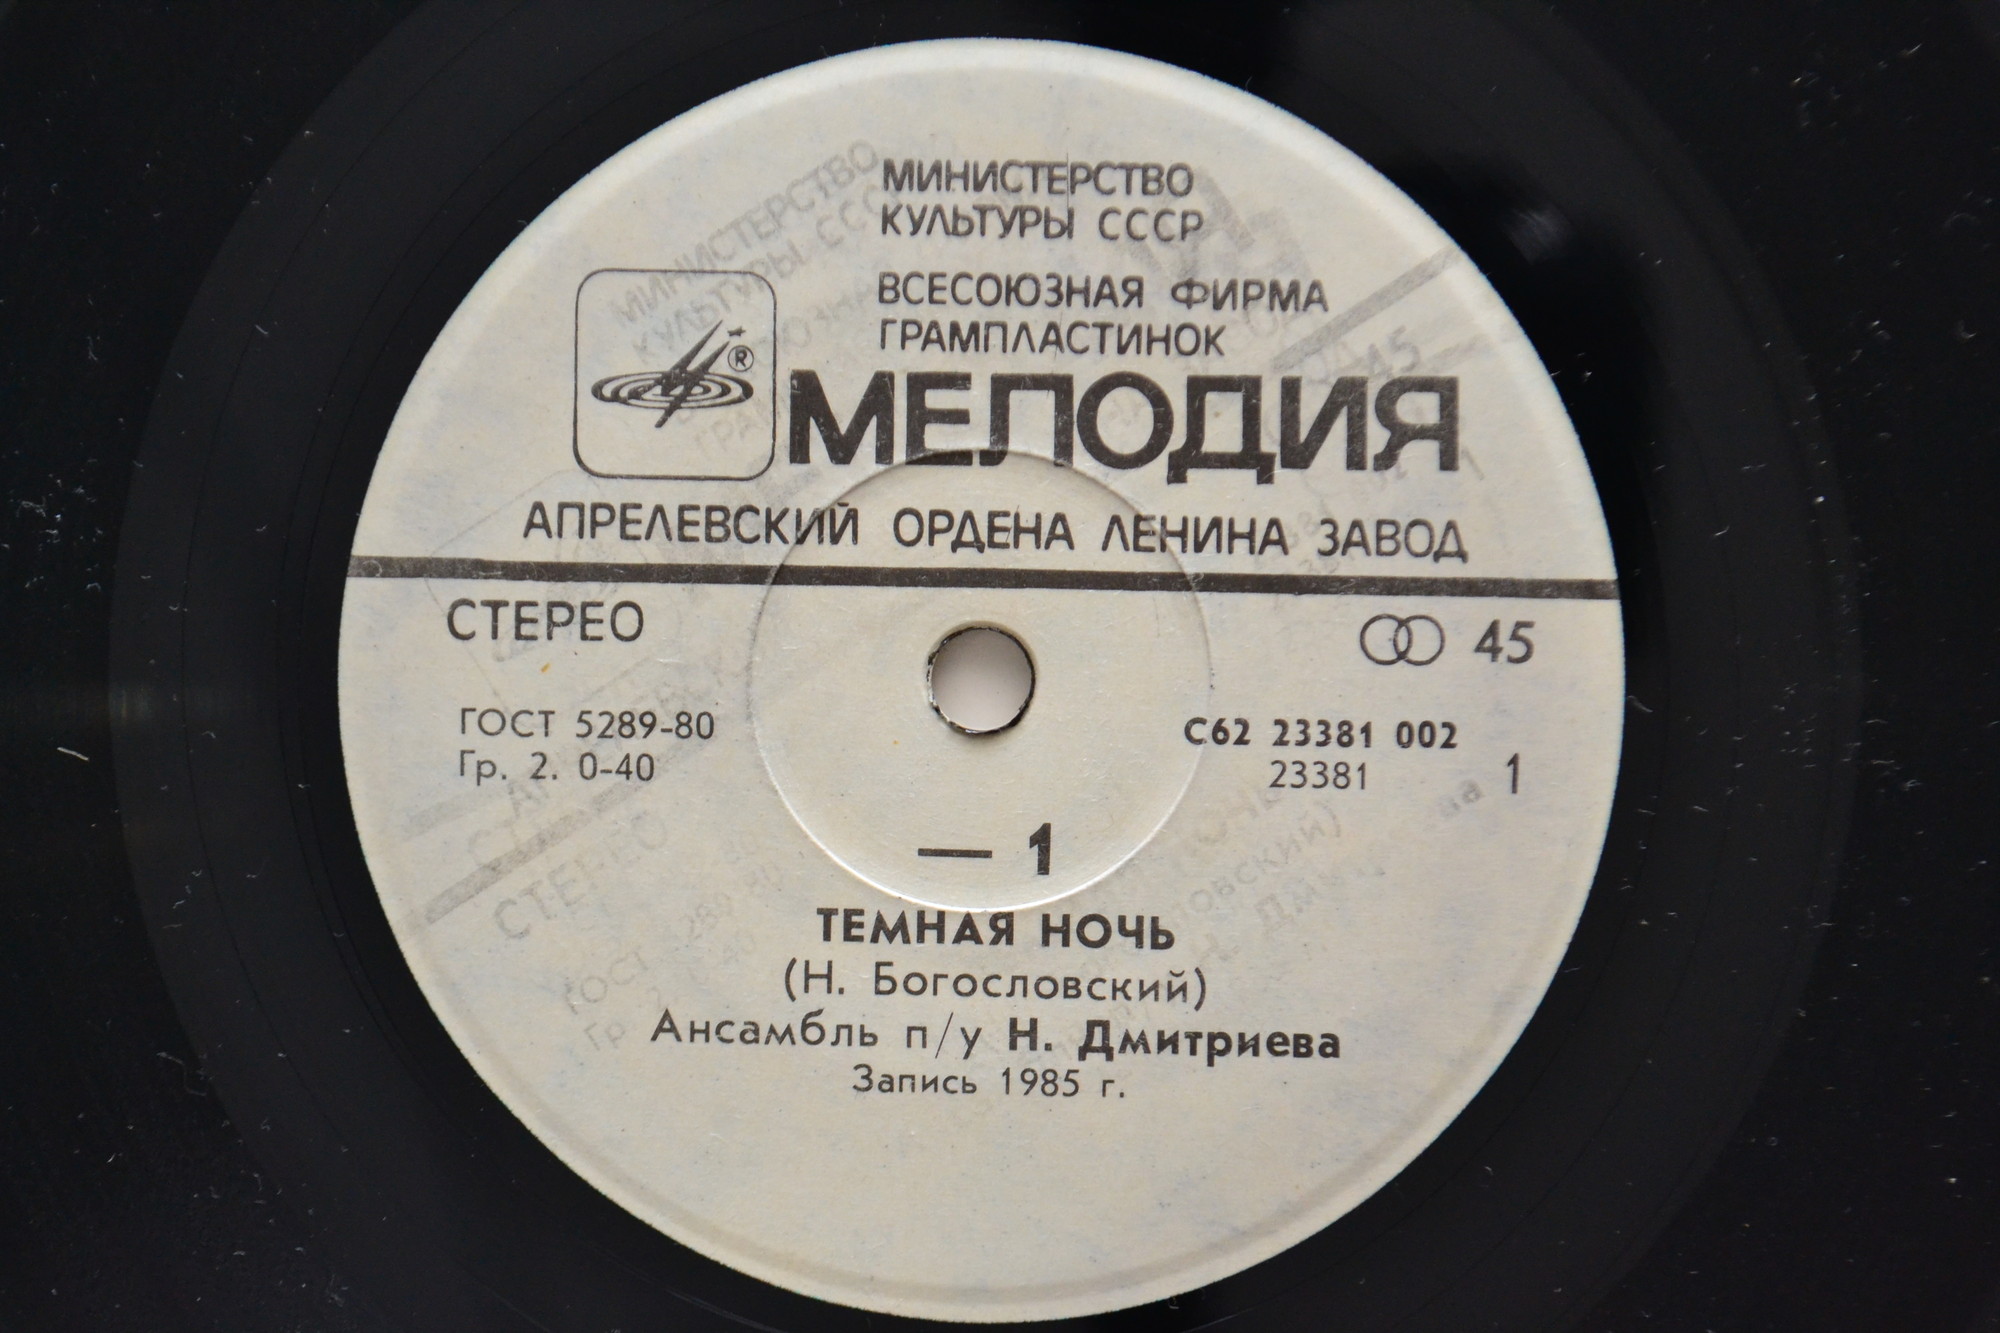 МИНИСТЕРСТВО
КУЛЬТУРЫ СССР
ВСЕСОЮЗНАЯ ФИРМА
ГРАМПЛАСТИНОК
®
МЕЛОДИЯ
АПРЕЛЕВСКИЙ ОРДЕНА ЛЕНИНА ЗАВОД
СТЕРЕО
45
ГОСТ 5289-80
Гр. 2. 0-40
С62 23381 002
23381
1
— 1
ТЕМНАЯ НОЧЬ
(Н. Богословский)
Ансамбль п/у Н. Дмитриева
Запись 1985 г.